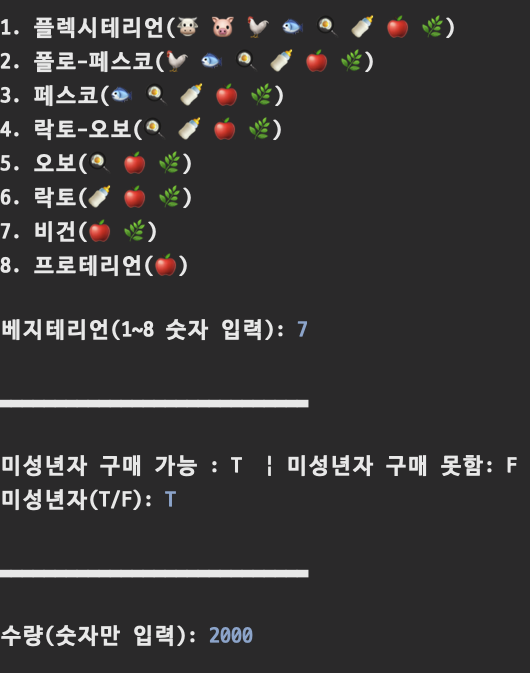 1. 플렉시테리언(🐮 🐷 🐓 🐟 🍳 🍼 🍎 🌿)
2. 폴로-페스코(🐓 🐟 🍳 🍼 🍎 🌿)
3. 페스코(🐟 🍳 🍼 🍎 🌿)
4. 락토-오보(🍳 🍼 🍎 🌿)
5. 오보(🍳 🍎 🌿)
6. 락토(🍼 🍎 🌿)
7. 비건(🍎 🌿)
8. 프로테리언(🍎)
베지테리언(1~8 숫자 입력): 7
미성년자 구매 가능 : T ¦ 미성년자 구매 못함: F
미성년자(T/F): T
수량(숫자만 입력): 2000